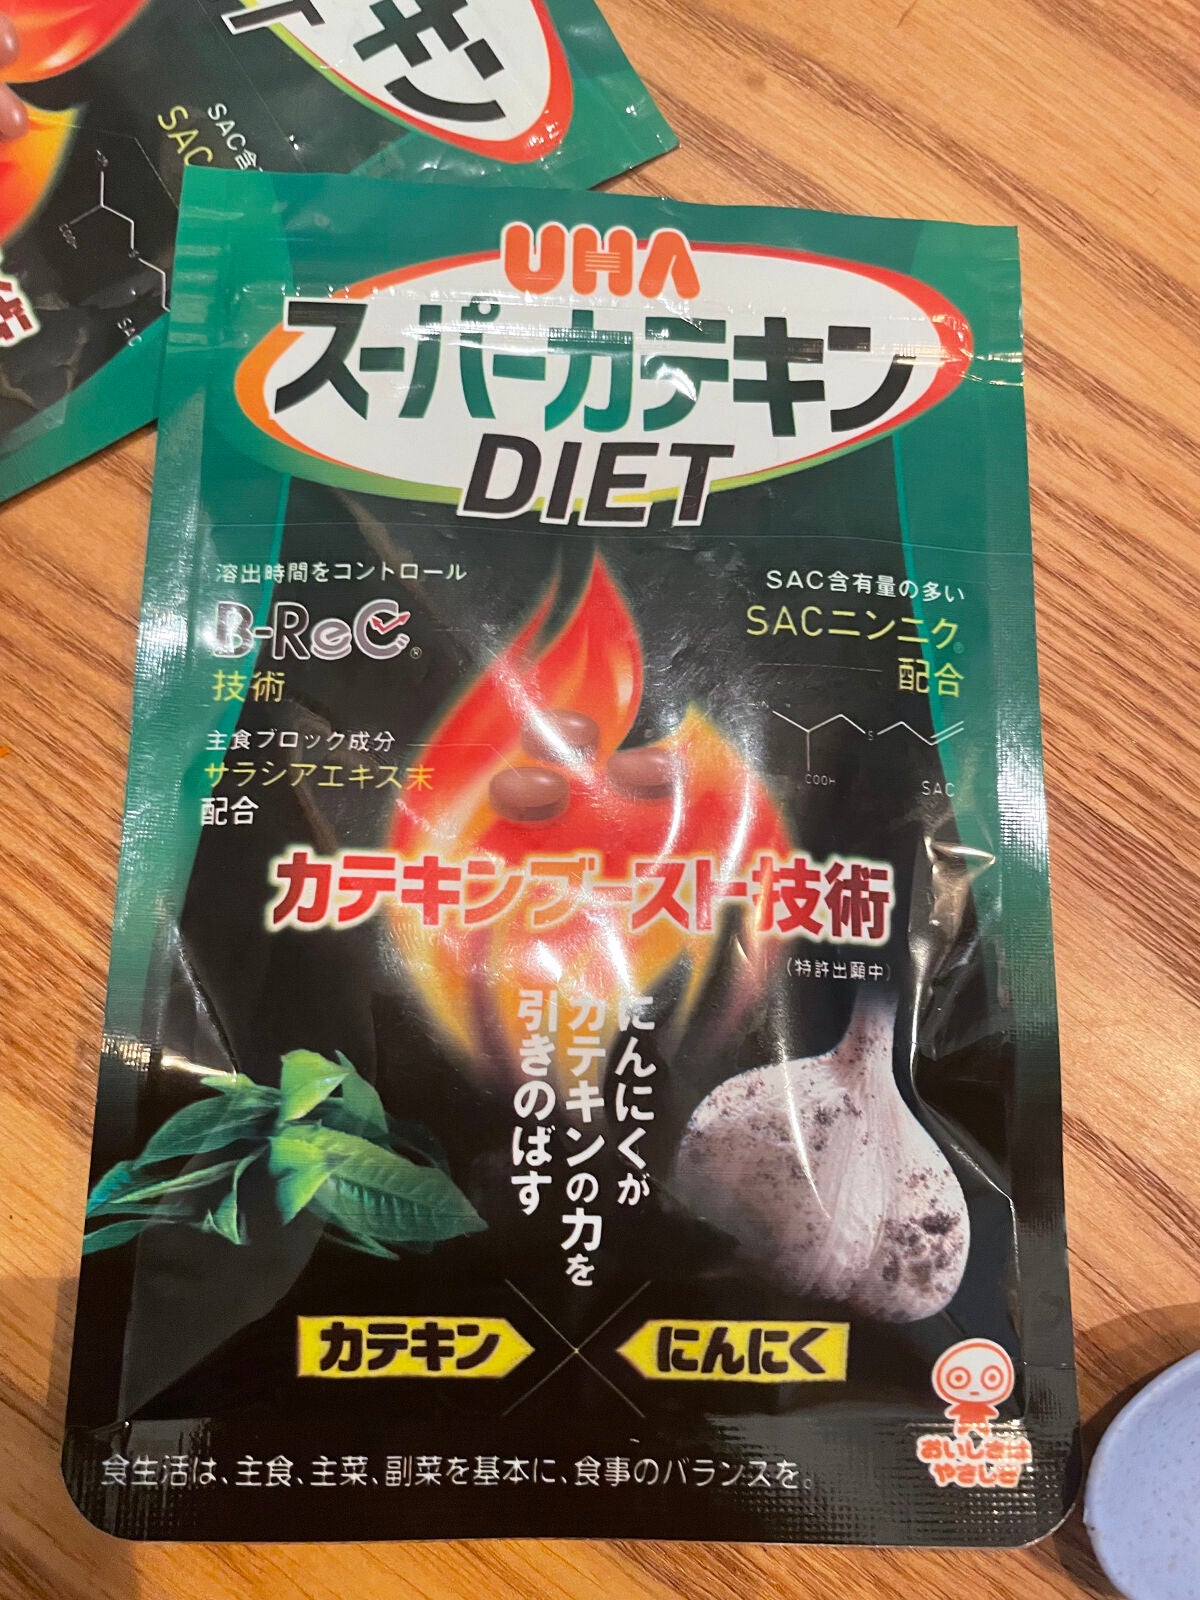 キン
SAC
SAC
COOH
SAC
UHA
スーパーカテキン
DIET
溶出時間をコントロール
B-ReC®
技術
主食ブロック成分
サラシアエキス末
配合
SAC含有量の多い
SACニンニク®
配合
S
COOH
SAC
カテキンブースト技術
(特許出願中)
にんにくが
カテキンの力を
引きのばす
カテキン
にんにく
おいしさは
やさしさ
食生活は、主食、主菜、副菜を基本に、食事のバランスを。